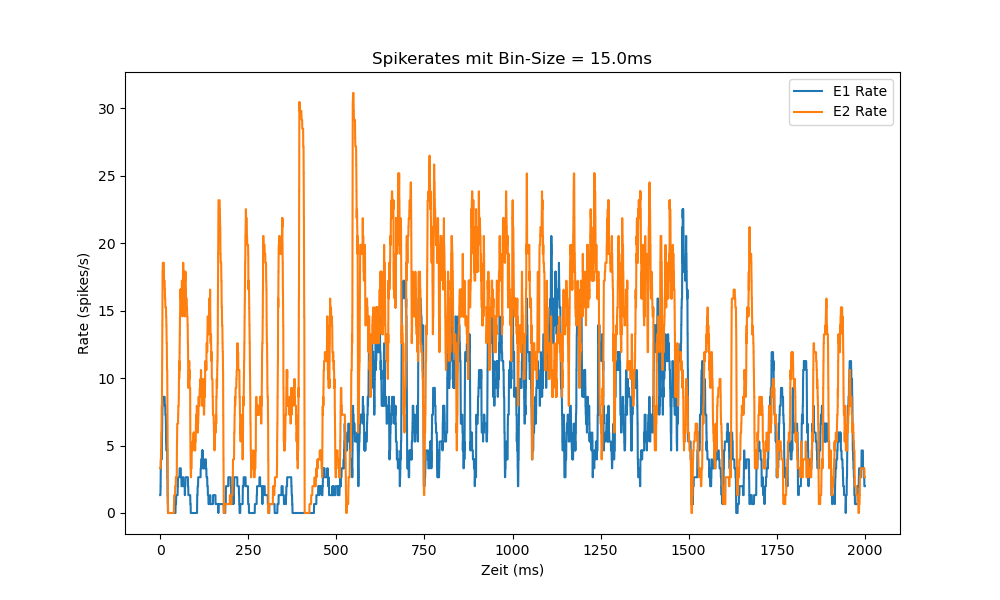 Spikerates mit Bin-Size = 15.0ms
E1 Rate
E2 Rate
Rate (spikes/s)
30
25
20
15
10
5
0
0 250 500 750 1000 1250 1500 1750 2000
Zeit (ms)